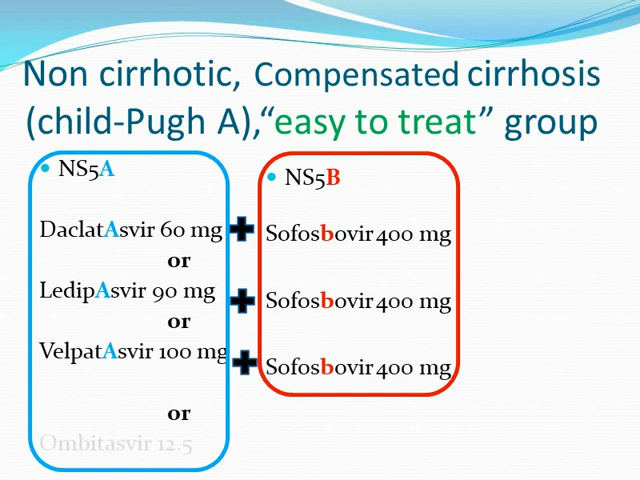 Non cirrhotic, Compensated cirrhosis
(child-Pugh A),“easy to treat” group
• NS5A
DaclatAsvir 60 mg
or
LedipAsvir 90 mg
or
VelpatAsvir 100 mg
or
Ombitasvir 12.5
• NS5B
Sofosbovir 400 mg
Sofosbovir 400 mg
Sofosbovir 400 mg